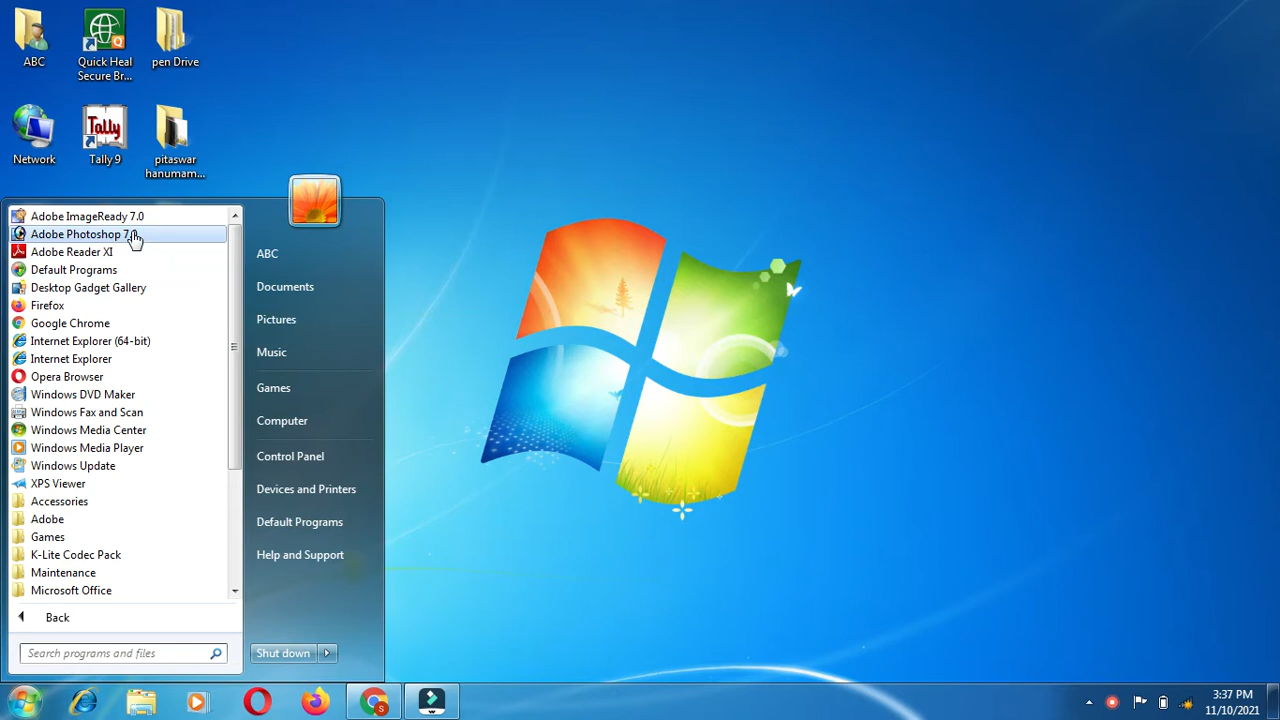 ABC
Quick Heal
Secure Br...
pen Drive
Network
Tally
Tally 9
pitaswar
hanumam...
Adobe ImageReady 7.0
Adobe Photoshop 7.0
Adobe Reader XI
Default Programs
Desktop Gadget Gallery
Firefox
Google Chrome
Internet Explorer (64-bit)
Internet Explorer
Opera Browser
Windows DVD Maker
Windows Fax and Scan
Windows Media Center
Windows Media Player
Windows Update
XPS Viewer
Accessories
Adobe
Games
K-Lite Codec Pack
Maintenance
Microsoft Office
Back
Search programs and files
ABC
Documents
Pictures
Music
Games
Computer
Control Panel
Devices and Printers
Default Programs
Help and Support
Shut down
S
3:37 PM
11/10/2021